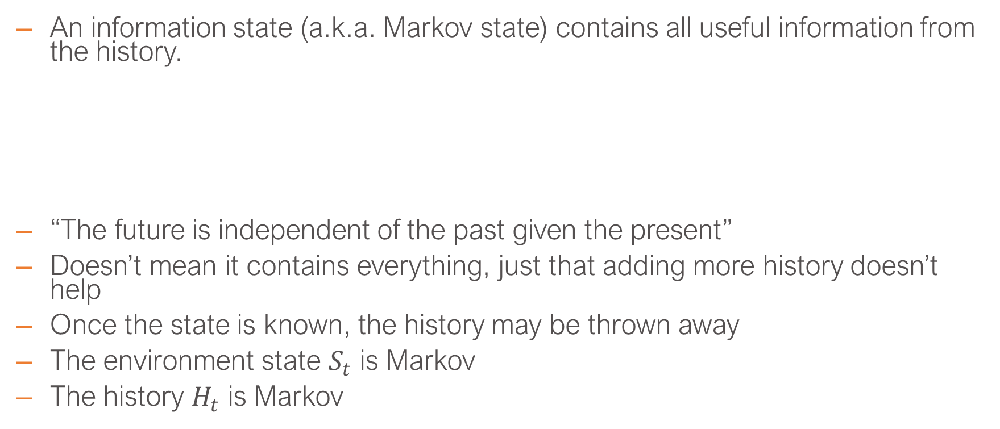 – An information state (a.k.a. Markov state) contains all useful information from
the history.
– “The future is independent of the past given the present”
– Doesn’t mean it contains everything, just that adding more history doesn’t
help
– Once the state is known, the history may be thrown away
– The environment state 𝑆ₜ is Markov
– The history 𝐻ₜ is Markov